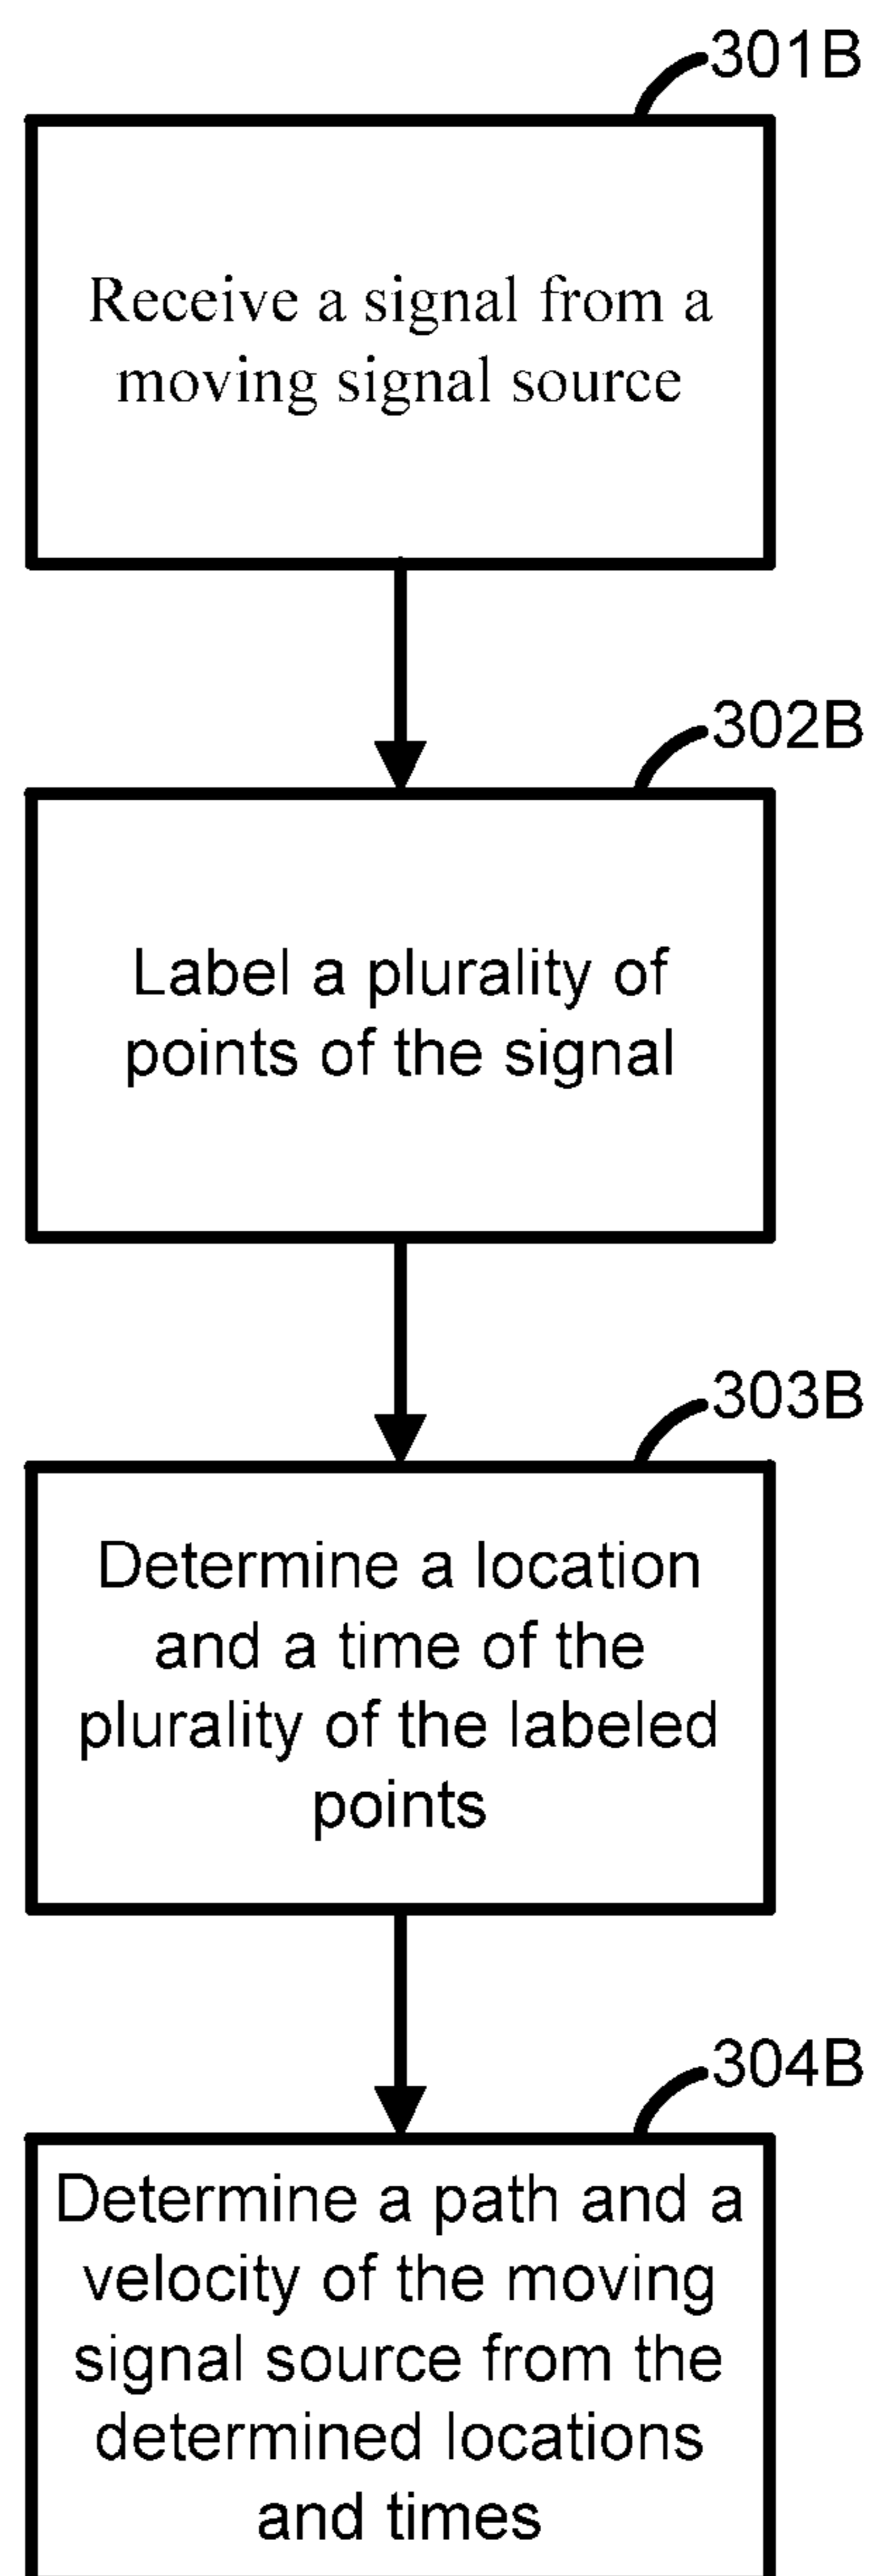 301B
Receive a signal from a
moving signal source
302B
Label a plurality of
points of the signal
303B
Determine a location
and a time of the
plurality of the labeled
points
304B
Determine a path and a
velocity of the moving
signal source from the
determined locations
and times